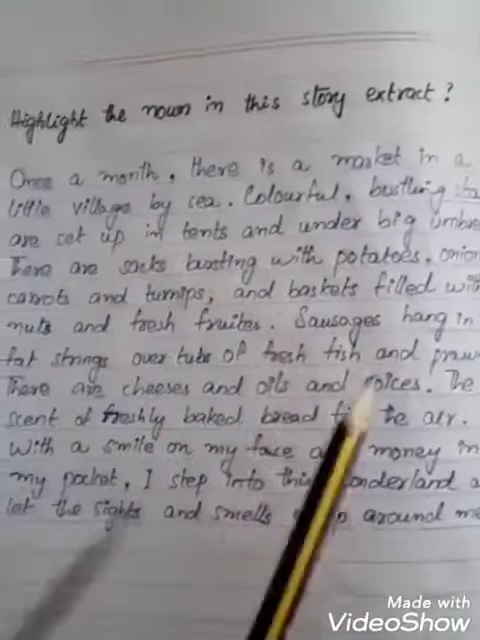 Highlight the noun in this story extract?
Once a month, there is a market in a
little village by sea. Colourful, bustling sta
are set up in tents and under big umbre
There are sacks bursting with potatoes, onion
carrots and turnips, and baskets filled wit
nuts and fresh fruites. Sausages hang in
fat strings over tubs of fresh fish and praw
There are cheeses and oils and spices. The
scent of freshly baked bread the air.
With a smile on my face money in
my pocket, I step into this onderland a
let the sights and smells around me
Made with
VideoShow